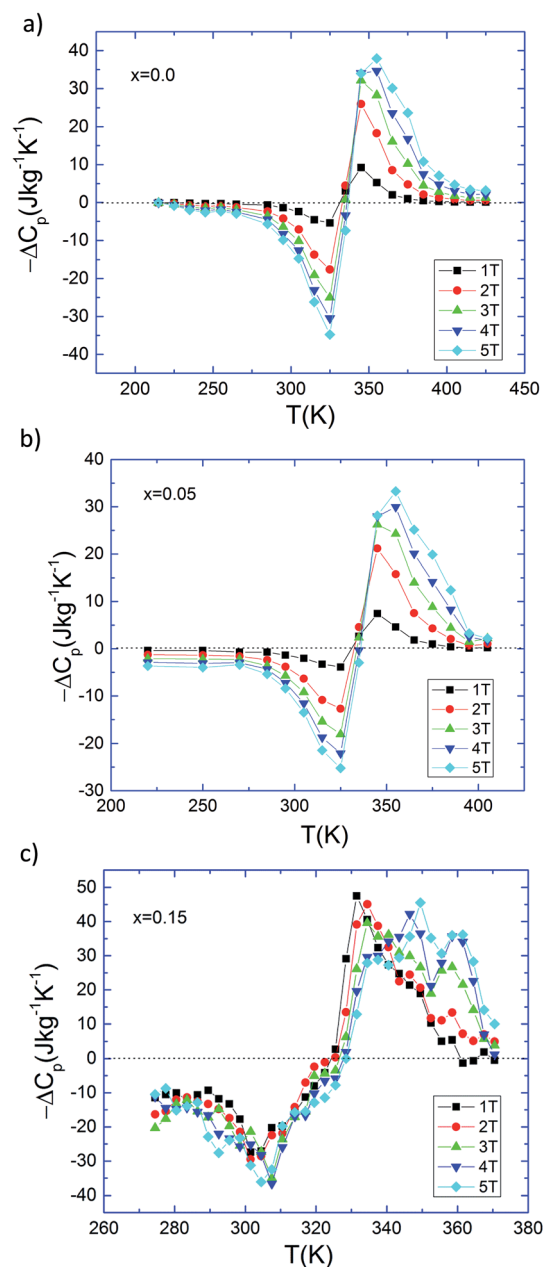 a)
x=0.0
40
30
20
10
0
-10
-20
-30
-40
−ΔCp(Jkg⁻¹K⁻¹)
1T
2T
3T
4T
5T
200 250 300 350 400 450
T(K)
b)
x=0.05
40
30
20
10
0
-10
-20
-30
−ΔCp(Jkg⁻¹K⁻¹)
1T
2T
3T
4T
5T
200 250 300 350 400
T(K)
c)
x=0.15
50
40
30
20
10
0
-10
-20
-30
-40
−ΔCp(Jkg⁻¹K⁻¹)
1T
2T
3T
4T
5T
260 280 300 320 340 360 380
T(K)